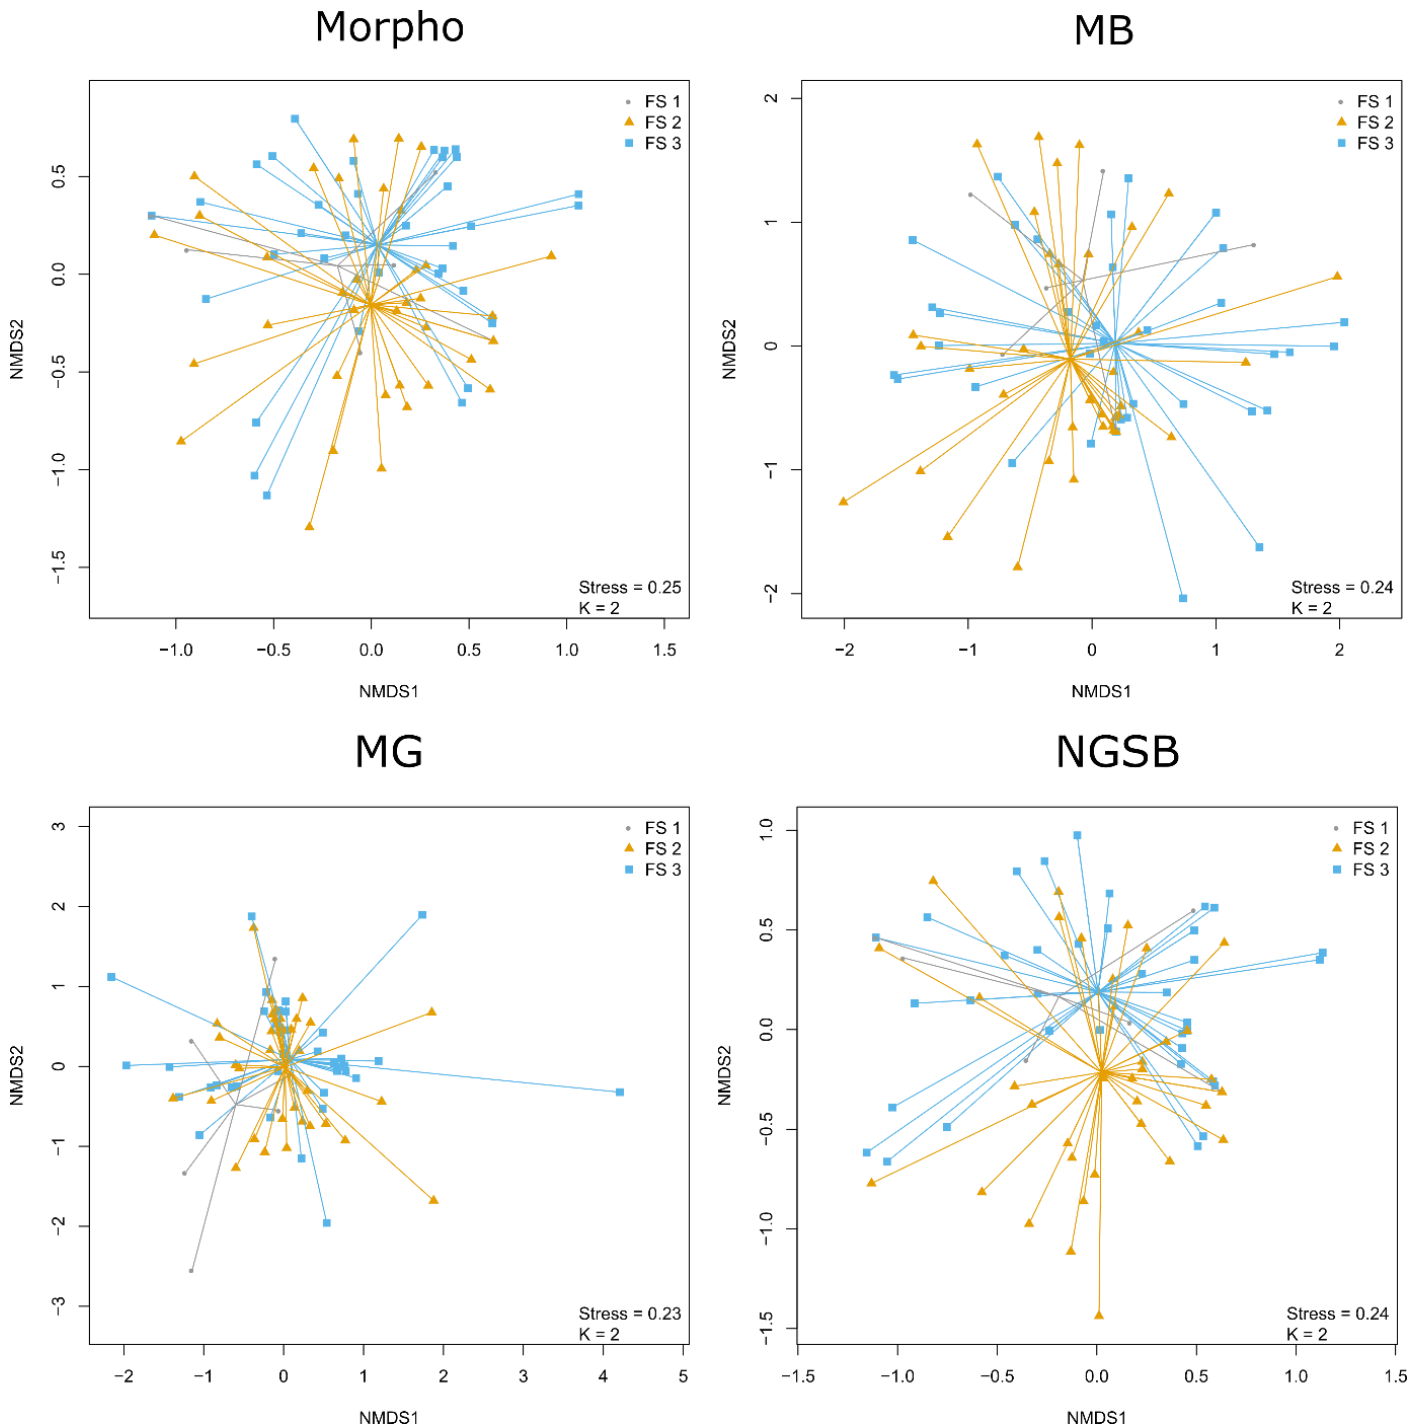 Morpho
FS 1
FS 2
FS 3
0.5
0.0
−0.5
−1.0
−1.5
NMDS2
Stress = 0.25
K = 2
−1.0 −0.5 0.0 0.5 1.0 1.5
NMDS1
MB
FS 1
FS 2
FS 3
2
1
0
−1
−2
NMDS2
Stress = 0.24
K = 2
−2 −1 0 1 2
NMDS1
MG
FS 1
FS 2
FS 3
3
2
1
0
−1
−2
−3
NMDS2
Stress = 0.23
K = 2
−2 −1 0 1 2 3 4 5
NMDS1
NGSB
FS 1
FS 2
FS 3
1.0
0.5
0.0
−0.5
−1.0
−1.5
NMDS2
Stress = 0.24
K = 2
−1.5 −1.0 −0.5 0.0 0.5 1.0 1.5
NMDS1